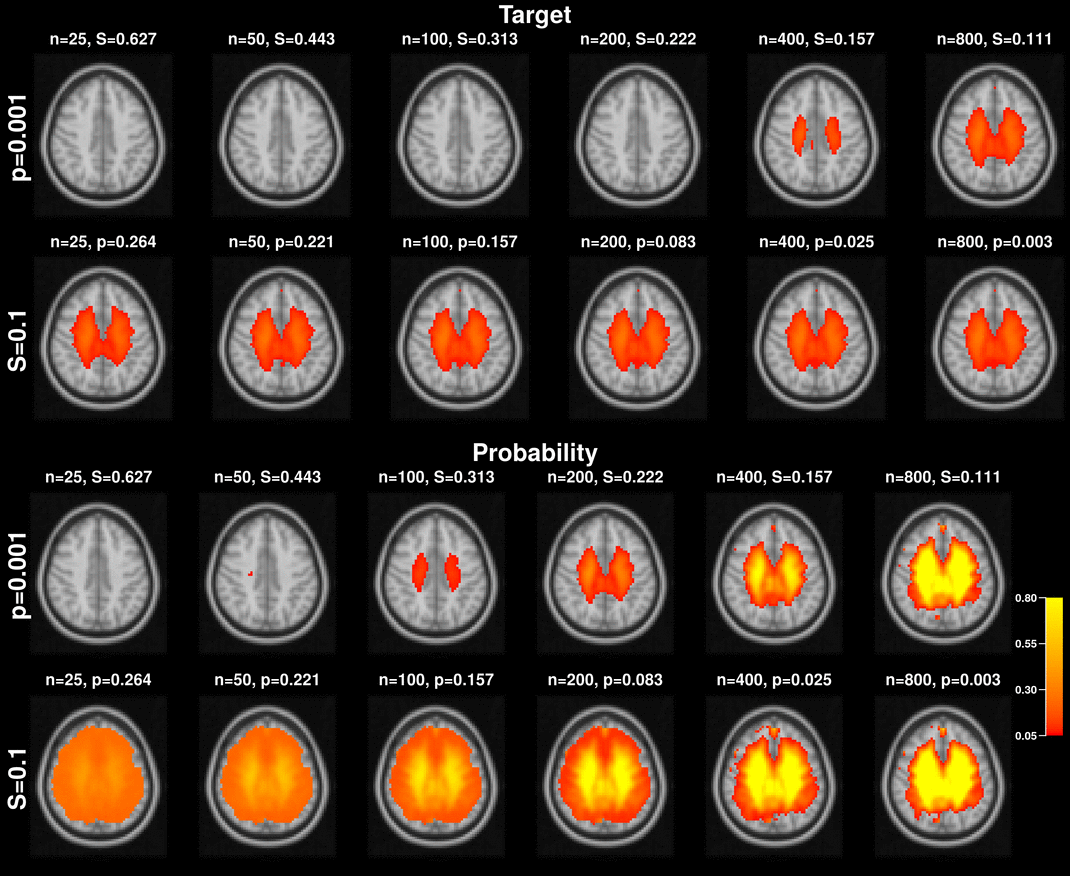 Target
n=25, S=0.627 n=50, S=0.443 n=100, S=0.313 n=200, S=0.222 n=400, S=0.157 n=800, S=0.111
p=0.001
n=25, p=0.264 n=50, p=0.221 n=100, p=0.157 n=200, p=0.083 n=400, p=0.025 n=800, p=0.003
S=0.1
Probability
n=25, S=0.627 n=50, S=0.443 n=100, S=0.313 n=200, S=0.222 n=400, S=0.157 n=800, S=0.111
p=0.001
0.80
0.55
0.30
0.05
n=25, p=0.264 n=50, p=0.221 n=100, p=0.157 n=200, p=0.083 n=400, p=0.025 n=800, p=0.003
S=0.1